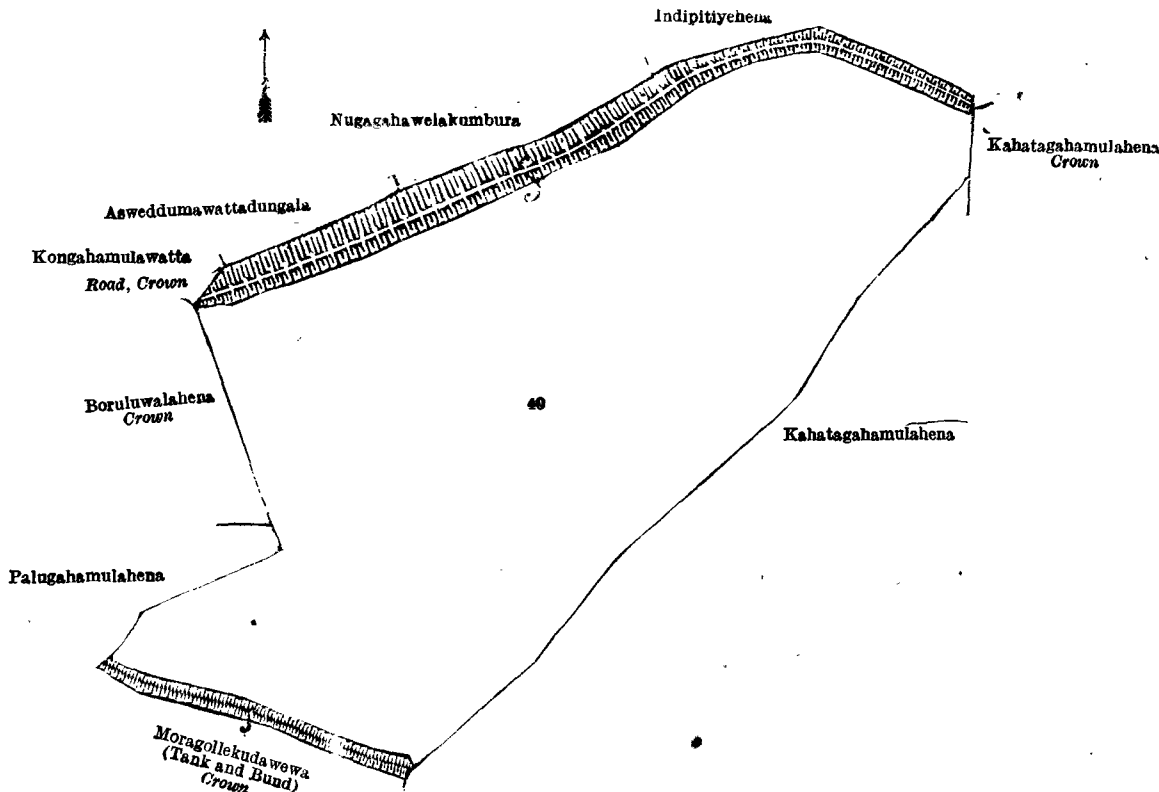 Indipitiyehena
Nugagahawelakumbura
Kahatagahamulahena
Crown
Asweddumawattadungala
Kongahamulawatta
Road, Crown
Boruluwalahena
Crown
40
Kahatagahamulahena
Palugahamulahena
Moragollekudawewa
(Tank and Bund)
Crown